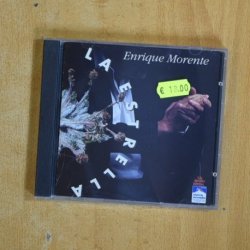 Enrique Morente
LA ESTRELLA
€ 10.00